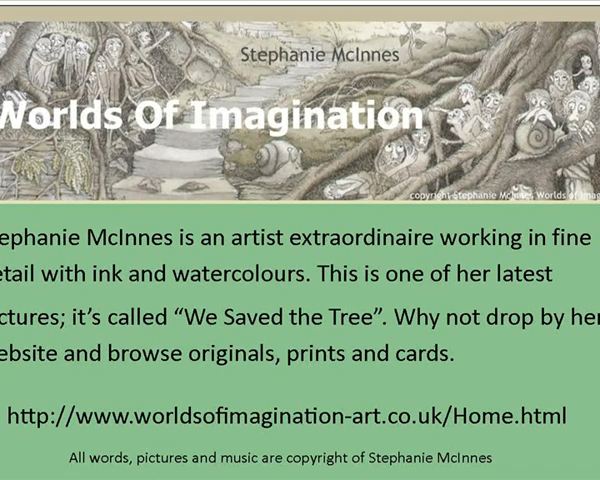 Stephanie McInnes
Worlds Of Imagination
copyright Stephanie McInnes Worlds of Imag
ephanie McInnes is an artist extraordinaire working in fine
etail with ink and watercolours. This is one of her latest
ctures; it's called “We Saved the Tree”. Why not drop by her
ebsite and browse originals, prints and cards.
http://www.worldsofimagination-art.co.uk/Home.html
All words, pictures and music are copyright of Stephanie McInnes